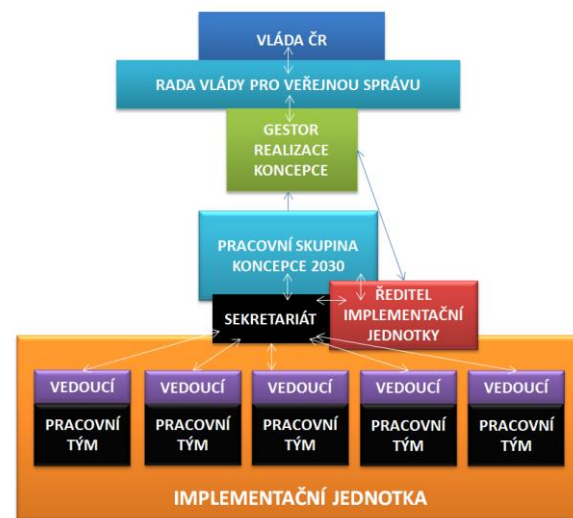 VLÁDA ČR
RADA VLÁDY PRO VEŘEJNOU SPRÁVU
GESTOR
REALIZACE
KONCEPCE
PRACOVNÍ SKUPINA
KONCEPCE 2030
SEKRETARIÁT
ŘEDITEL
IMPLEMENTAČNÍ
JEDNOTKY
VEDOUCÍ
PRACOVNÍ
TÝM
VEDOUCÍ
PRACOVNÍ
TÝM
VEDOUCÍ
PRACOVNÍ
TÝM
VEDOUCÍ
PRACOVNÍ
TÝM
VEDOUCÍ
PRACOVNÍ
TÝM
IMPLEMENTAČNÍ JEDNOTKA